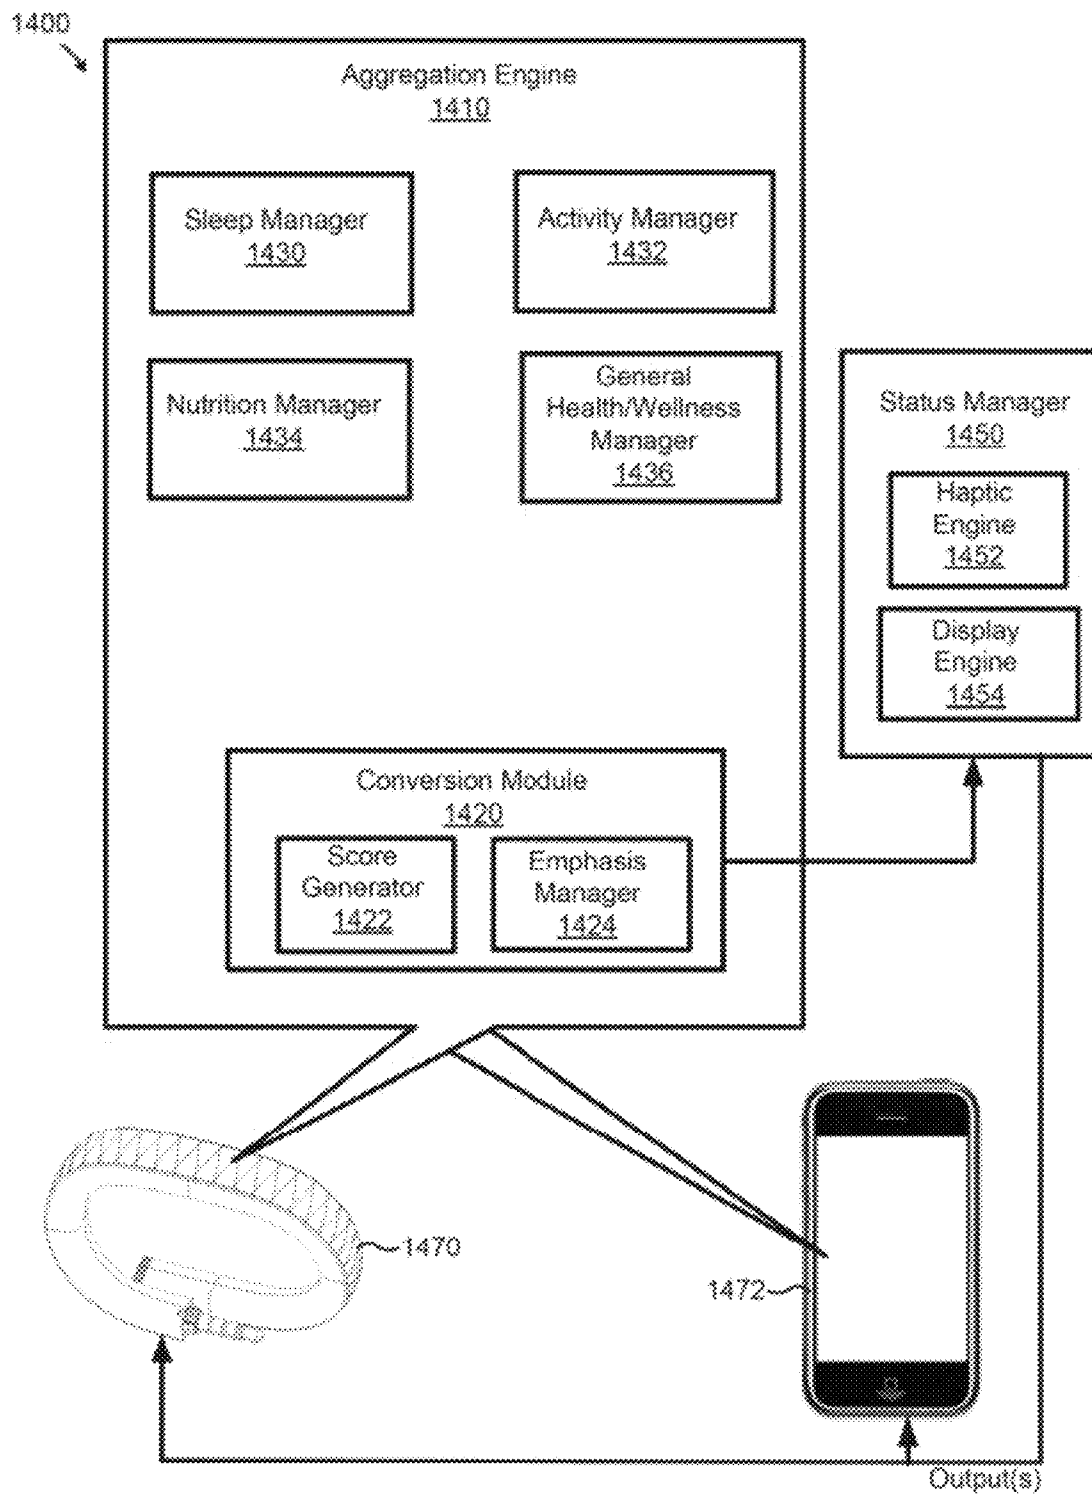 1400
Aggregation Engine
1410
Sleep Manager
1430
Activity Manager
1432
Nutrition Manager
1434
General
Health/Wellness
Manager
1436
Status Manager
1450
Haptic
Engine
1452
Display
Engine
1454
Conversion Module
1420
Score
Generator
1422
Emphasis
Manager
1424
1470
1472
Output(s)